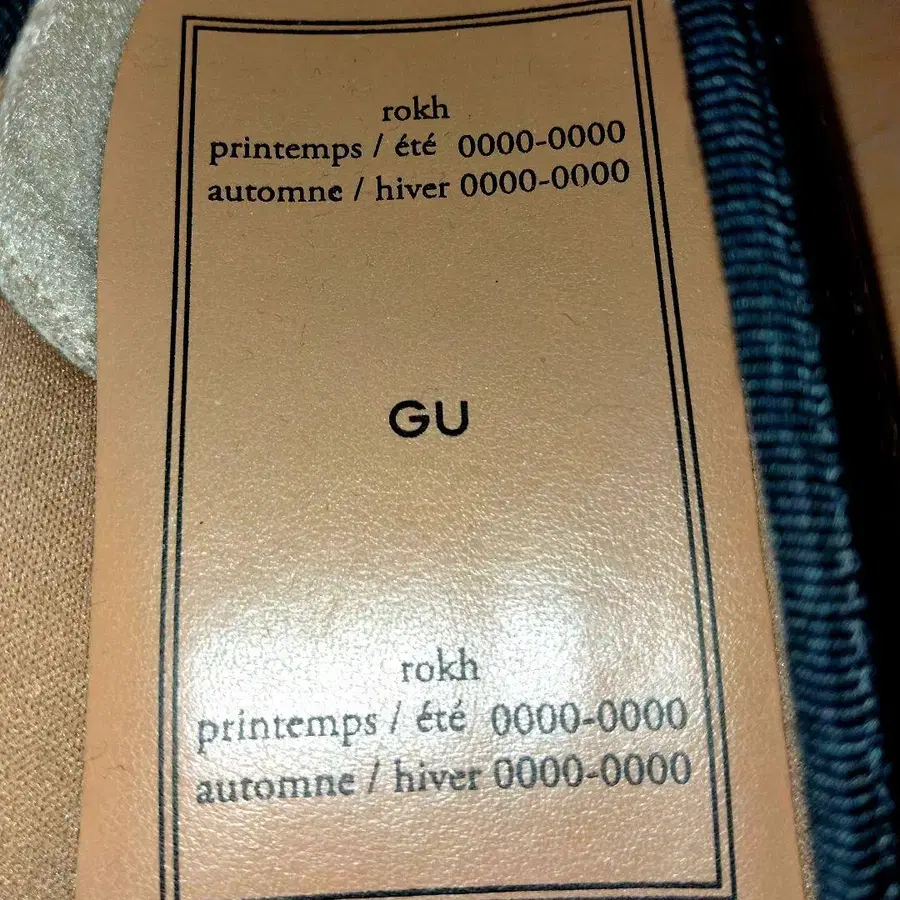 rokh
printemps / été 0000-0000
automne / hiver 0000-0000
GU
rokh
printemps / été 0000-0000
automne / hiver 0000-0000